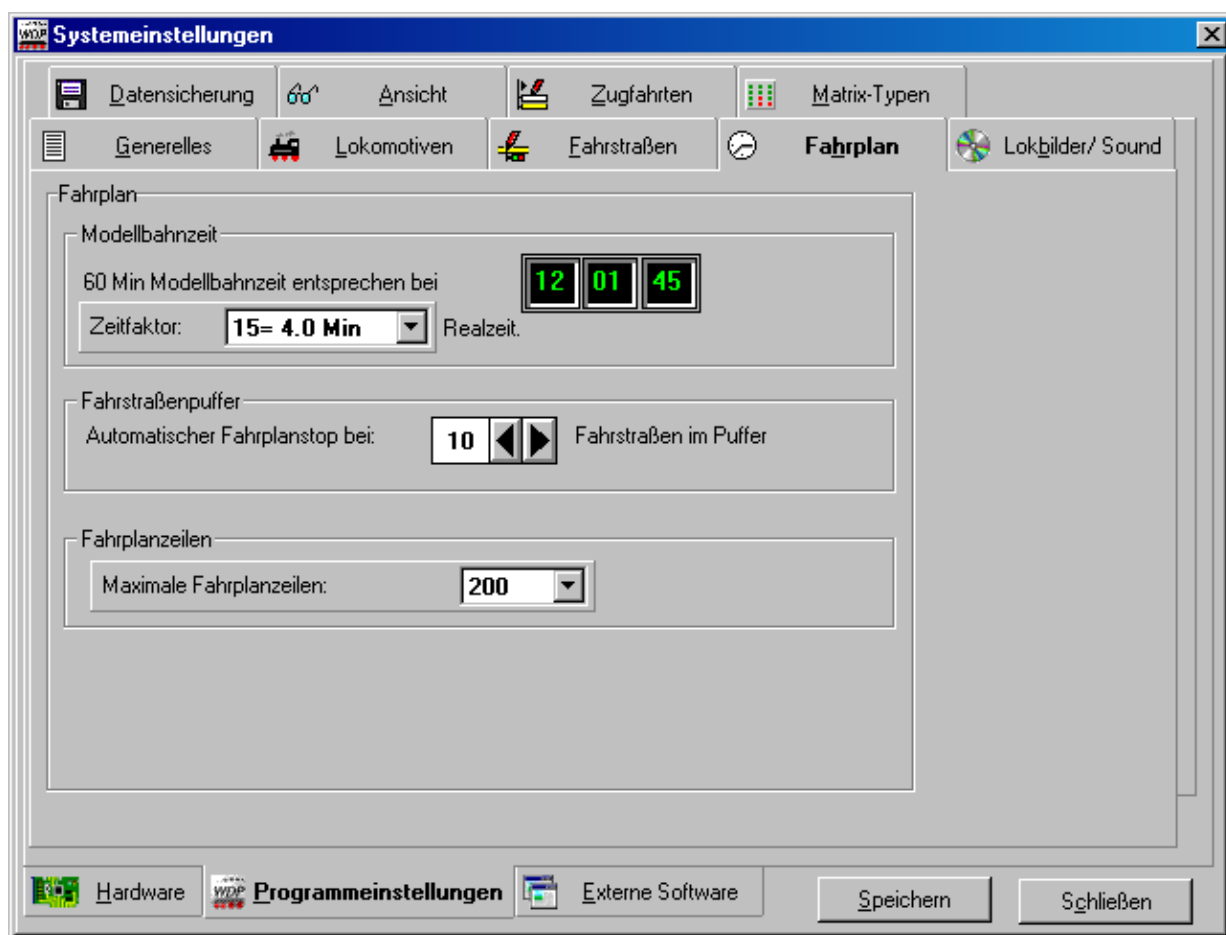 Systemeinstellungen
Datensicherung Ansicht Zugfahrten Matrix-Typen
Generelles Lokomotiven Fahrstraßen Fahrplan Lokbilder/ Sound
Fahrplan
Modellbahnzeit
60 Min Modellbahnzeit entsprechen bei 12 01 45
Zeitfaktor: 15= 4.0 Min Realzeit.
Fahrstraßenpuffer
Automatischer Fahrplanstop bei: 10 Fahrstraßen im Puffer
Fahrplanzeilen
Maximale Fahrplanzeilen: 200
Hardware WDP Programmeinstellungen Externe Software Speichern Schließen